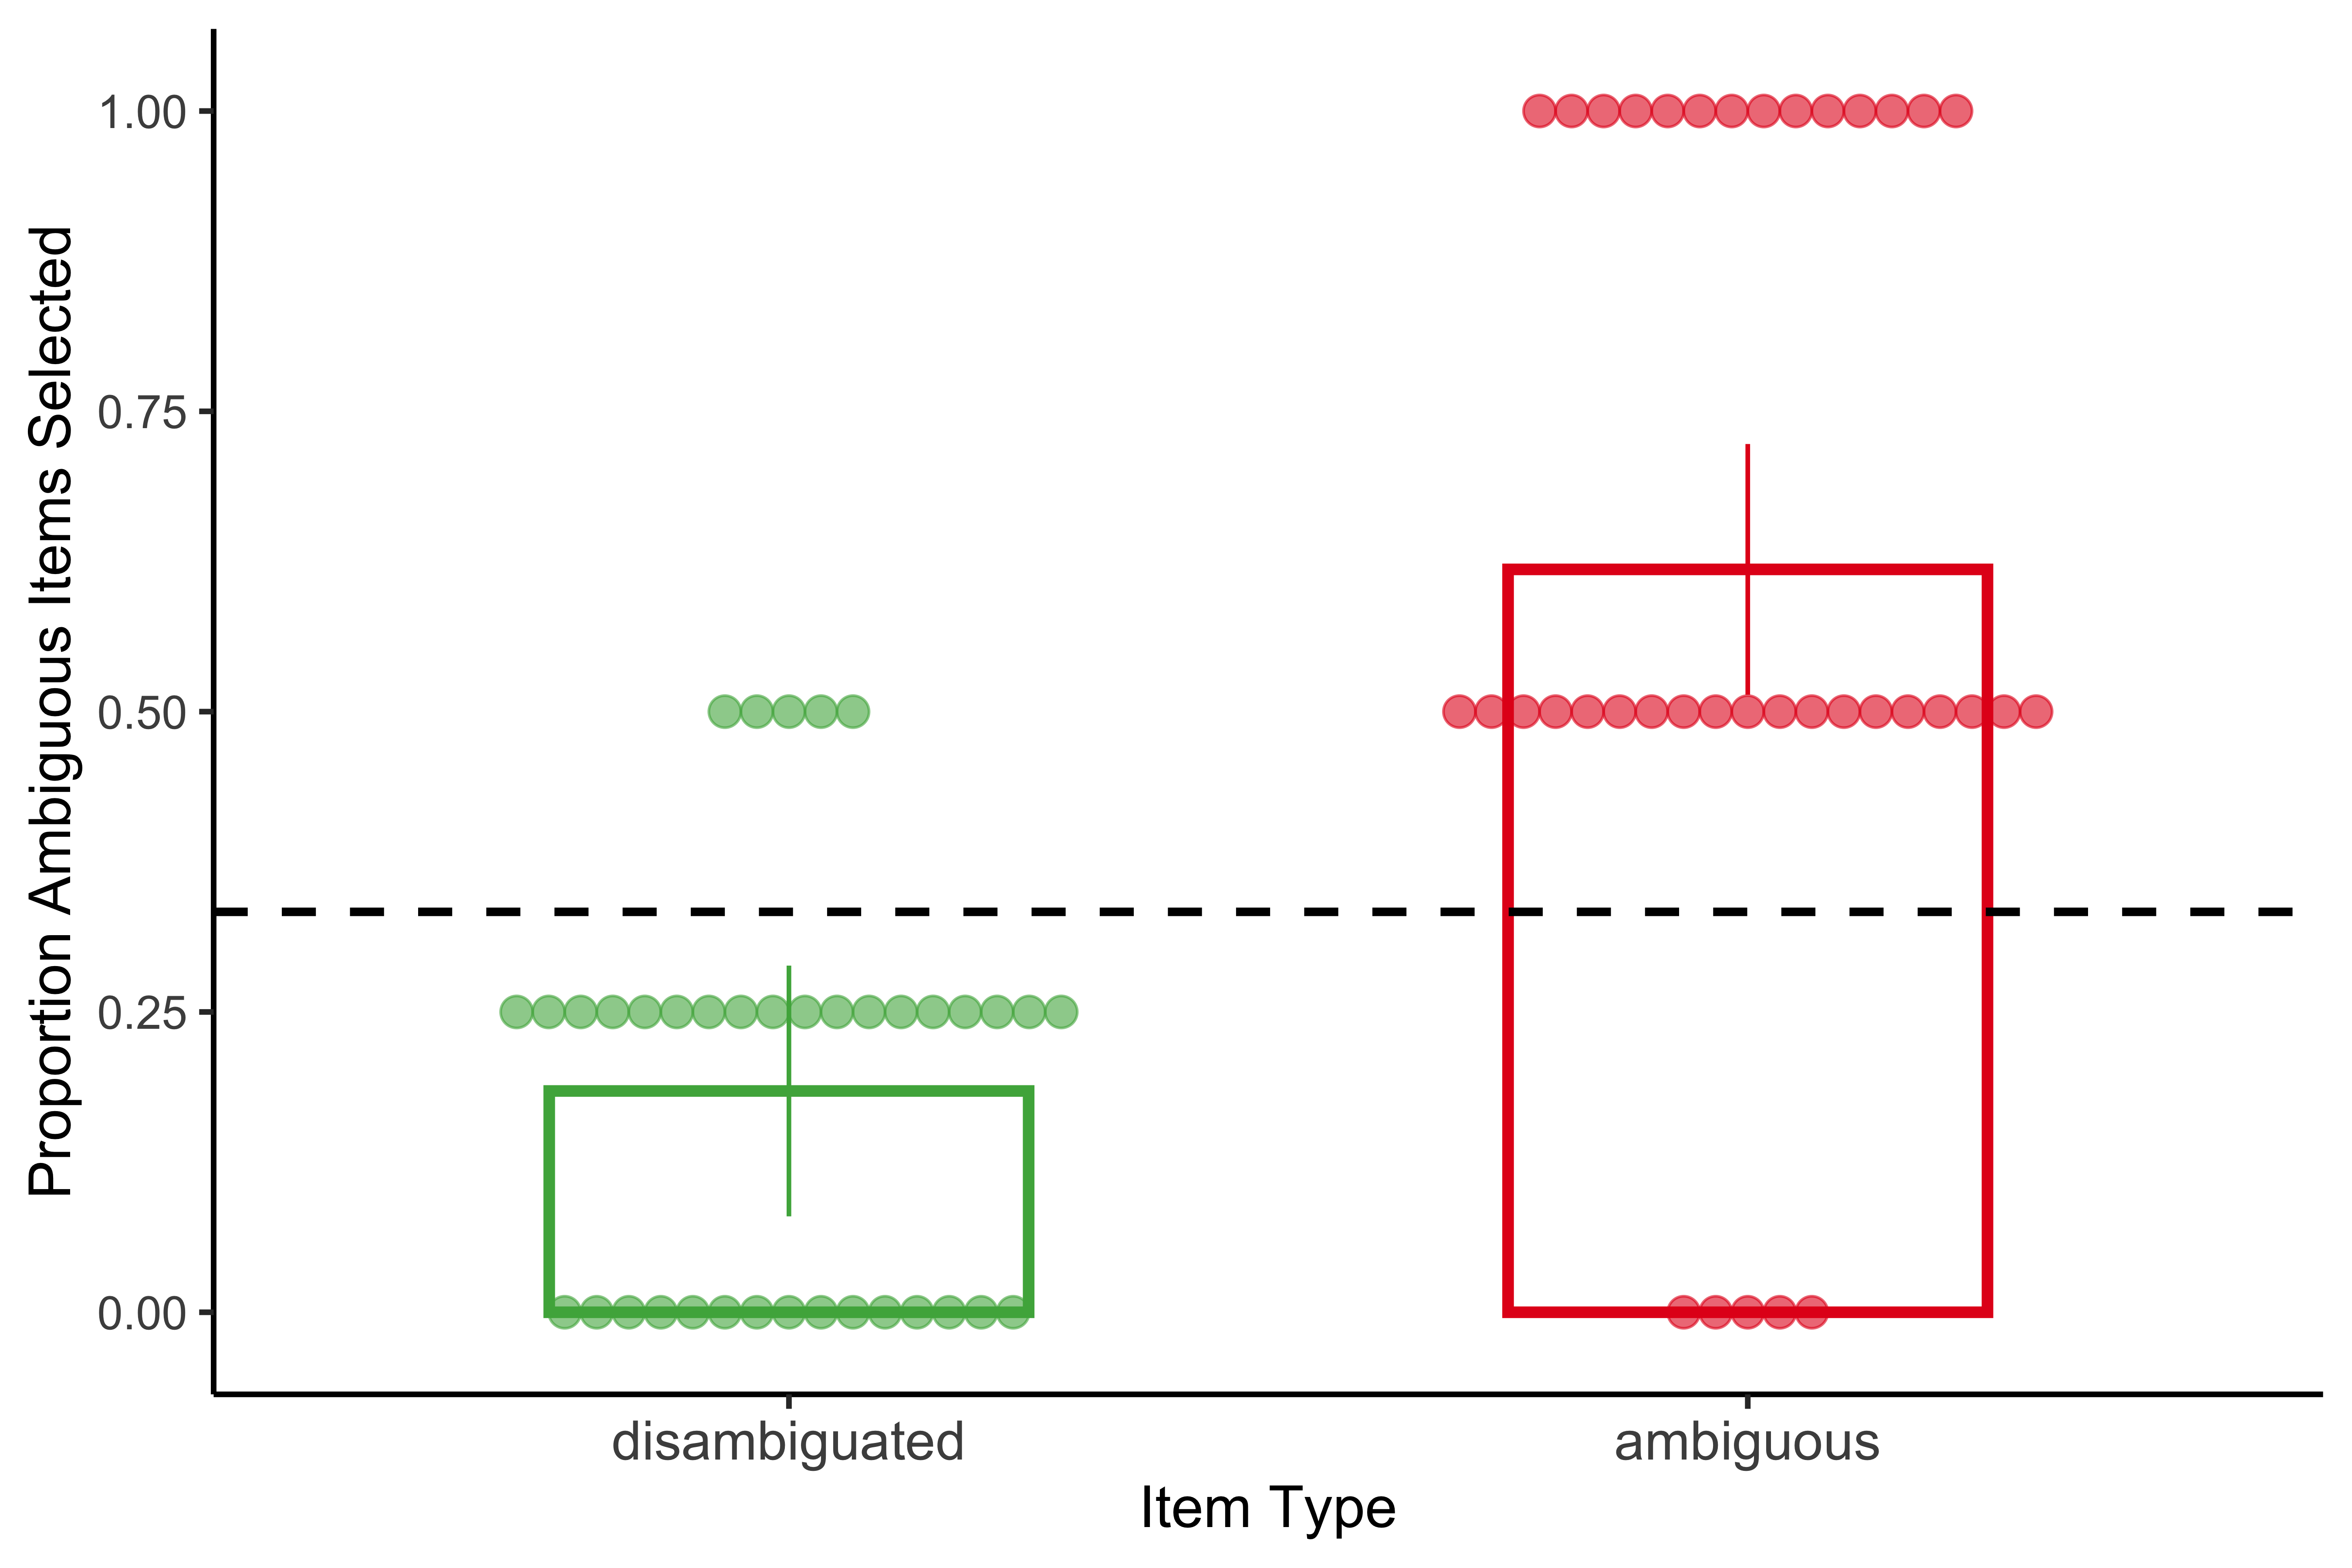 Proportion Ambiguous Items Selected
1.00
0.75
0.50
0.25
0.00
disambiguated
ambiguous
Item Type